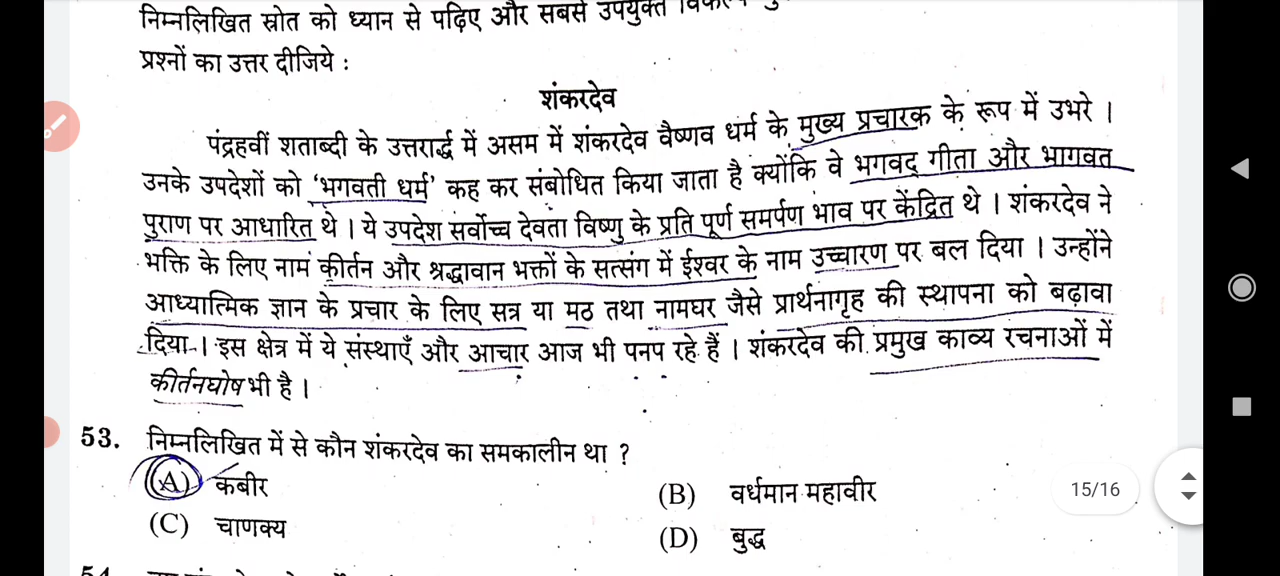 निम्नलिखित स्रोत को ध्यान से पढ़िए और सबसे उपयुक्त
प्रश्नों का उत्तर दीजिये :
शंकरदेव
पंद्रहवीं शताब्दी के उत्तरार्द्ध में असम में शंकरदेव वैष्णव धर्म के मुख्य प्रचारक के रूप में उभरे ।
उनके उपदेशों को ‘भगवती धर्म’ कह कर संबोधित किया जाता है क्योंकि वे भगवद् गीता और भागवत
पुराण पर आधारित थे । ये उपदेश सर्वोच्च देवता विष्णु के प्रति पूर्ण समर्पण भाव पर केंद्रित थे । शंकरदेव ने
भक्ति के लिए नाम कीर्तन और श्रद्धावान भक्तों के सत्संग में ईश्वर के नाम उच्चारण पर बल दिया । उन्होंने
आध्यात्मिक ज्ञान के प्रचार के लिए सत्र या मठ तथा नामघर जैसे प्रार्थनागृह की स्थापना को बढ़ावा
दिया । इस क्षेत्र में ये संस्थाएँ और आचार आज भी पनप रहे हैं । शंकरदेव की प्रमुख काव्य रचनाओं में
कीर्तनघोष भी है ।
53. निम्नलिखित में से कौन शंकरदेव का समकालीन था ?
(A) कबीर
(B) वर्धमान महावीर
(C) चाणक्य
(D) बुद्ध
15/16